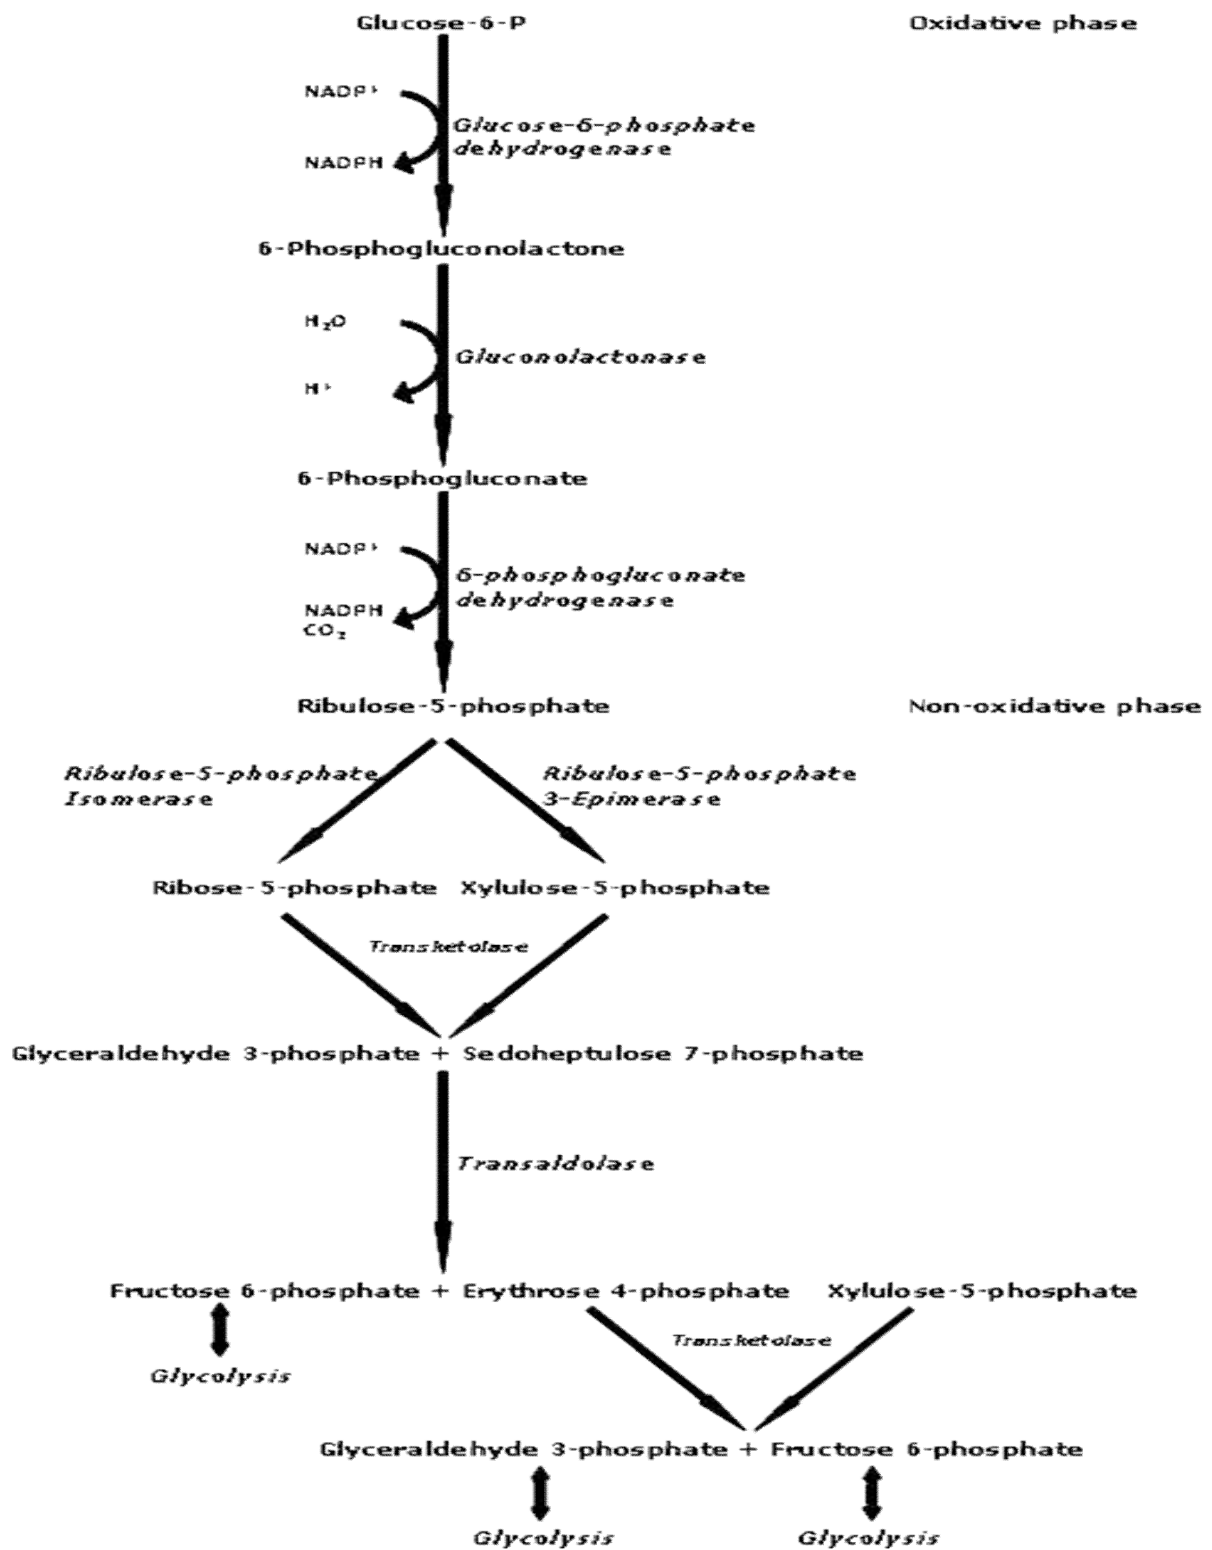 Glucose-6-P
Oxidative phase
NADP+
Glucose-6-phosphate
dehydrogenase
NADPH
6-Phosphogluconolactone
H₂O
Gluconolactonase
H+
6-Phosphogluconate
NADP+
6-phosphogluconate
dehydrogenase
NADPH
CO₂
Ribulose-5-phosphate
Non-oxidative phase
Ribulose-5-phosphate
Isomerase
Ribulose-5-phosphate
3-Epimerase
Ribose-5-phosphate
Xylulose-5-phosphate
Transketolase
Glyceraldehyde 3-phosphate + Sedoheptulose 7-phosphate
Transaldolase
Fructose 6-phosphate + Erythrose 4-phosphate
Xylulose-5-phosphate
Transketolase
Glycolysis
Glyceraldehyde 3-phosphate + Fructose 6-phosphate
Glycolysis
Glycolysis